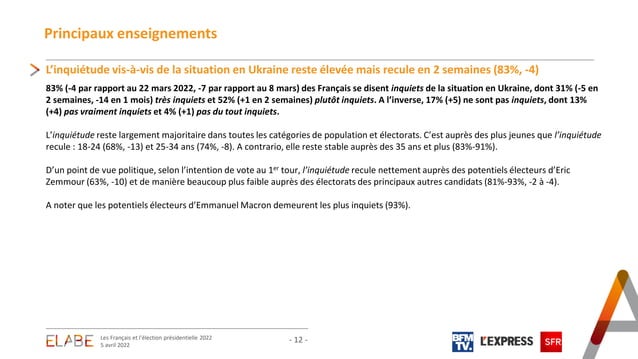 Principaux enseignements
L'inquiétude vis-à-vis de la situation en Ukraine reste élevée mais recule en 2 semaines (83%, -4)
83% (-4 par rapport au 22 mars 2022, -7 par rapport au 8 mars) des Français se disent inquiets de la situation en Ukraine, dont 31% (-5 en
2 semaines, -14 en 1 mois) très inquiets et 52% (+1 en 2 semaines) plutôt inquiets. A l'inverse, 17% (+5) ne sont pas inquiets, dont 13%
(+4) pas vraiment inquiets et 4% (+1) pas du tout inquiets.
L'inquiétude reste largement majoritaire dans toutes les catégories de population et électorats. C'est auprès des plus jeunes que l'inquiétude
recule : 18-24 (68%, -13) et 25-34 ans (74%, -8). A contrario, elle reste stable auprès des 35 ans et plus (83%-91%).
D'un point de vue politique, selon l'intention de vote au 1er tour, l'inquiétude recule nettement auprès des potentiels électeurs d'Eric
Zemmour (63%, -10) et de manière beaucoup plus faible auprès des électorats des principaux autres candidats (81%-93%, -2 à -4).
A noter que les potentiels électeurs d'Emmanuel Macron demeurent les plus inquiets (93%).
ELABE
Les Français et l'élection présidentielle 2022
5 avril 2022
- 12 -
BFM
TV.
L'EXPRESS
SFR